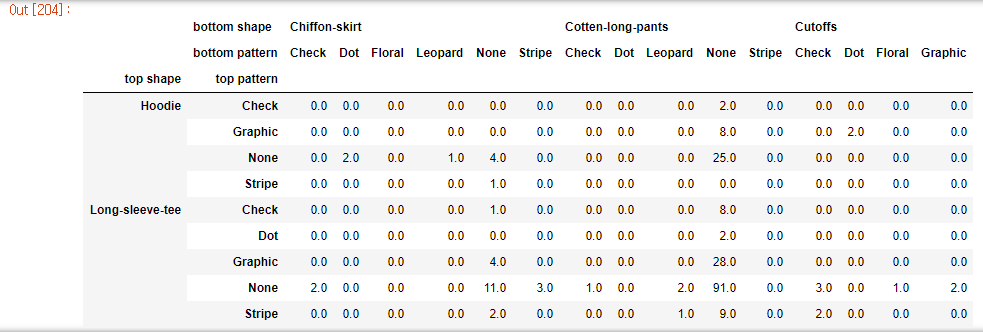 Out [204] :
bottom shape Chiffon-skirt Cotten-long-pants Cutoffs
bottom pattern Check Dot Floral Leopard None Stripe Check Dot Leopard None Stripe Check Dot Floral Graphic
top shape top pattern
Hoodie Check 0.0 0.0 0.0 0.0 0.0 0.0 0.0 0.0 0.0 2.0 0.0 0.0 0.0 0.0 0.0
Graphic 0.0 0.0 0.0 0.0 0.0 0.0 0.0 0.0 0.0 8.0 0.0 0.0 2.0 0.0 0.0
None 0.0 2.0 0.0 1.0 4.0 0.0 0.0 0.0 0.0 25.0 0.0 0.0 0.0 0.0 0.0
Stripe 0.0 0.0 0.0 0.0 1.0 0.0 0.0 0.0 0.0 0.0 0.0 0.0 0.0 0.0 0.0
Long-sleeve-tee Check 0.0 0.0 0.0 0.0 1.0 0.0 0.0 0.0 0.0 8.0 0.0 0.0 0.0 0.0 0.0
Dot 0.0 0.0 0.0 0.0 0.0 0.0 0.0 0.0 0.0 2.0 0.0 0.0 0.0 0.0 0.0
Graphic 0.0 0.0 0.0 0.0 4.0 0.0 0.0 0.0 0.0 28.0 0.0 0.0 0.0 0.0 0.0
None 2.0 0.0 0.0 0.0 11.0 3.0 1.0 0.0 2.0 91.0 0.0 3.0 0.0 1.0 2.0
Stripe 0.0 0.0 0.0 0.0 2.0 0.0 0.0 0.0 1.0 9.0 0.0 2.0 0.0 0.0 0.0